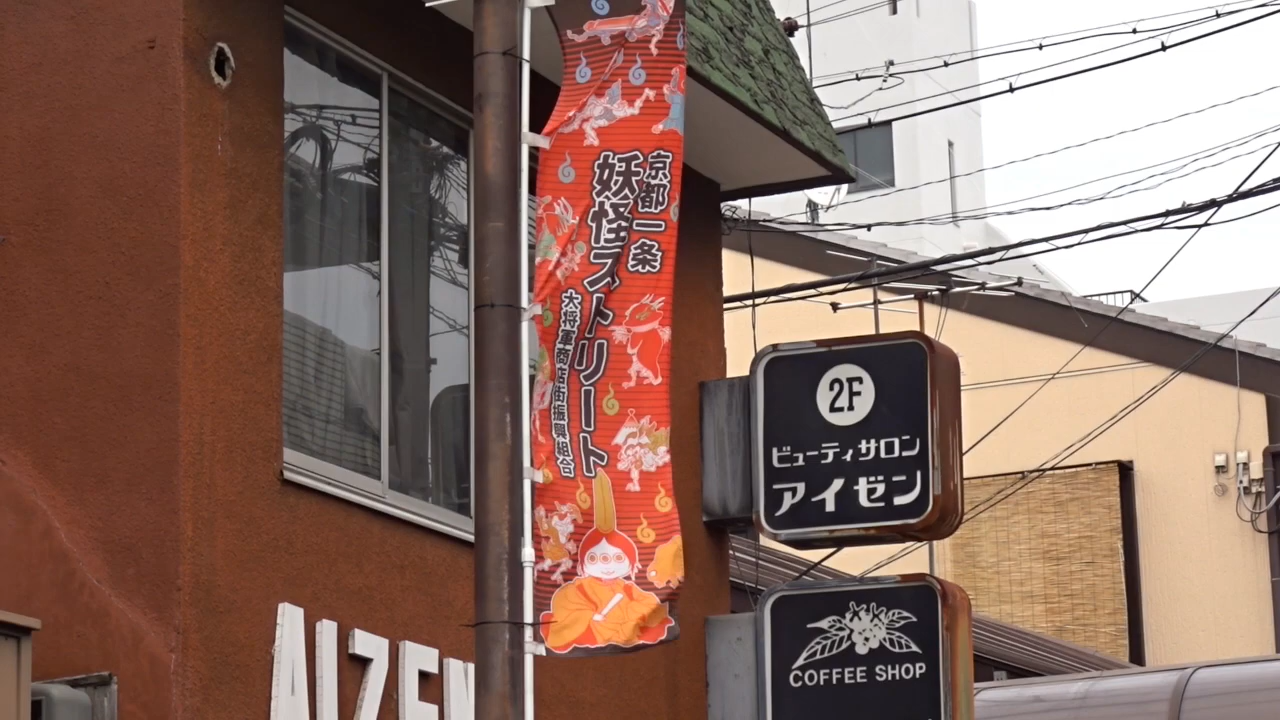 京都一条
妖怪ストリート
大将軍商店街振興組合
2F
ビューティサロン
アイゼン
COFFEE SHOP
AIZEN